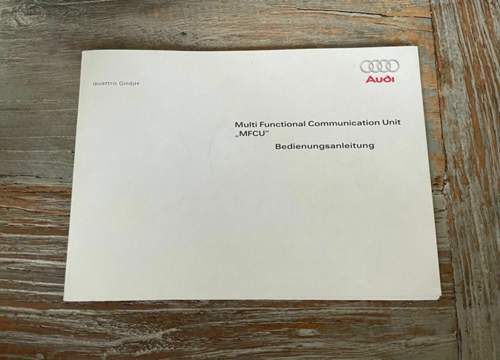 quattro GmbH
Audi
Multi Functional Communication Unit
„MFCU"
Bedienungsanleitung